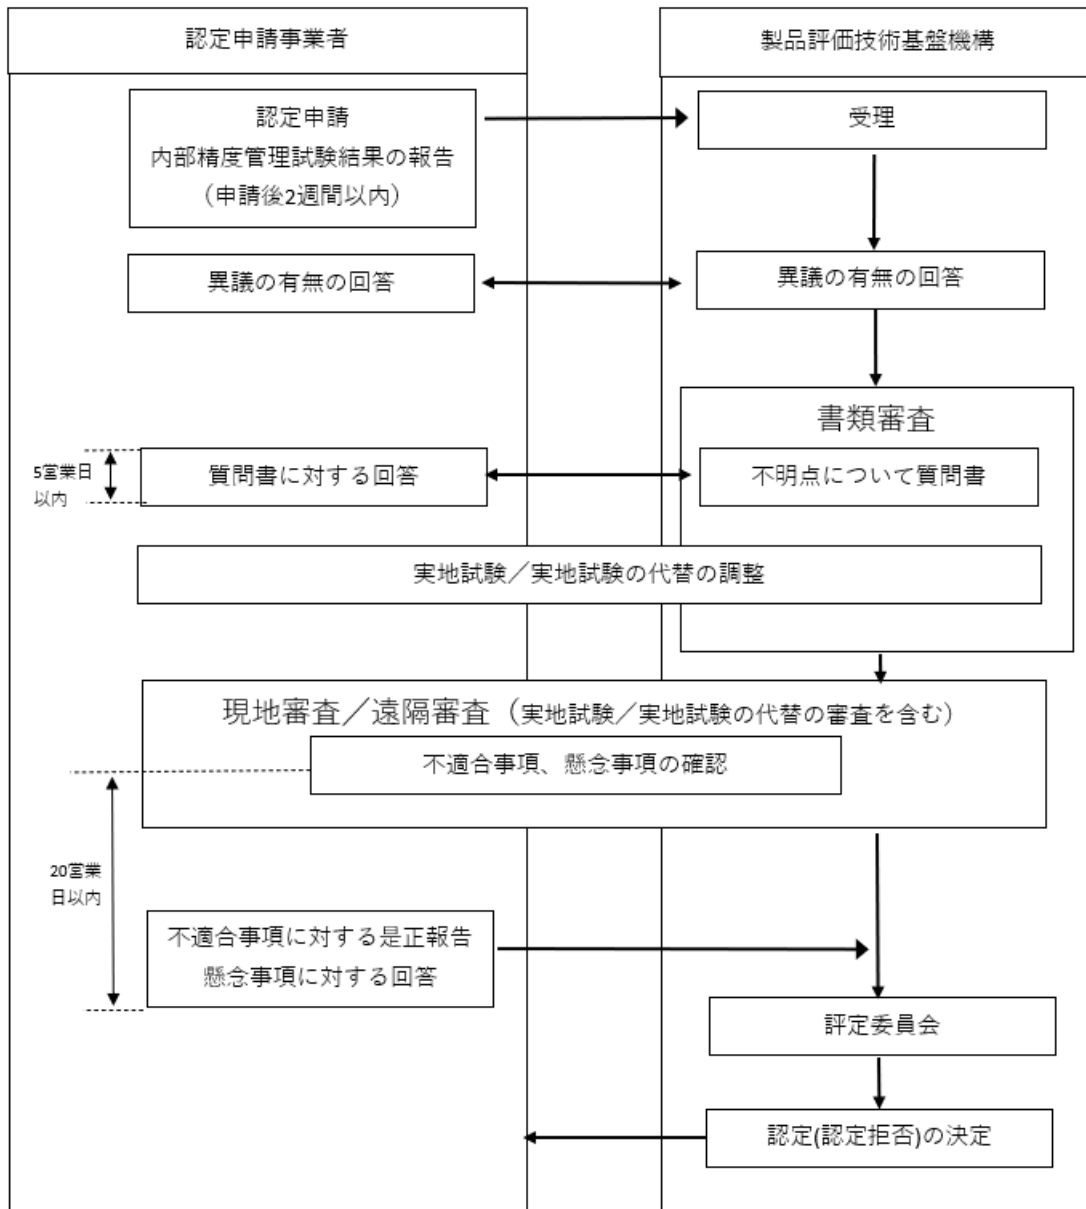 認定申請事業者
製品評価技術基盤機構
認定申請
内部精度管理試験結果の報告
（申請後2週間以内）
受理
異議の有無の回答
異議の有無の回答
書類審査
5営業日
以内
質問書に対する回答
不明点について質問書
実地試験／実地試験の代替の調整
現地審査／遠隔審査（実地試験／実地試験の代替の審査を含む）
不適合事項、懸念事項の確認
20営業
日以内
不適合事項に対する是正報告
懸念事項に対する回答
評定委員会
認定(認定拒否)の決定